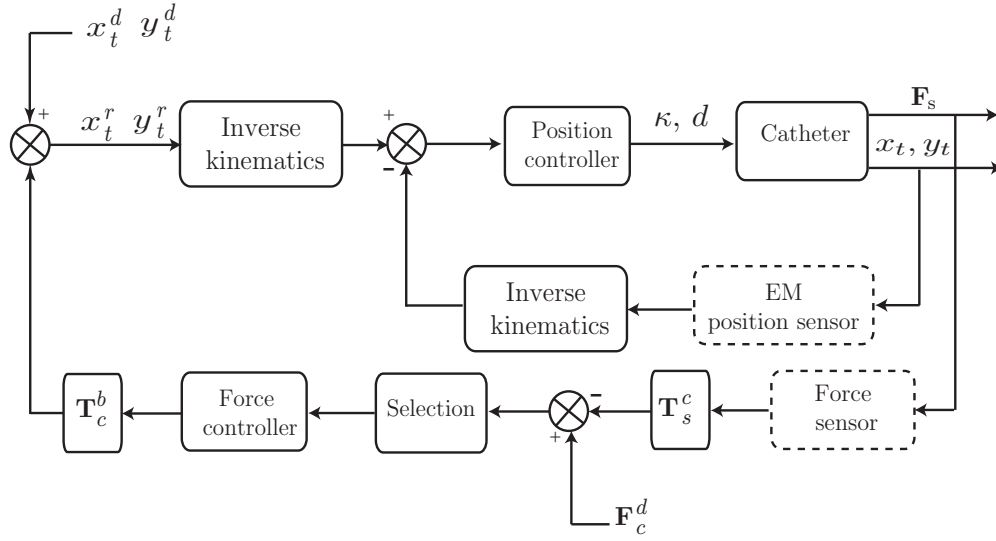 x_t^d y_t^d
+
x_t^r y_t^r
Inverse
kinematics
+
-
Position
controller
κ, d
Catheter
F_s
x_t, y_t
Inverse
kinematics
EM
position sensor
T_c^b
Force
controller
Selection
-
+
T_s^c
Force
sensor
F_c^d